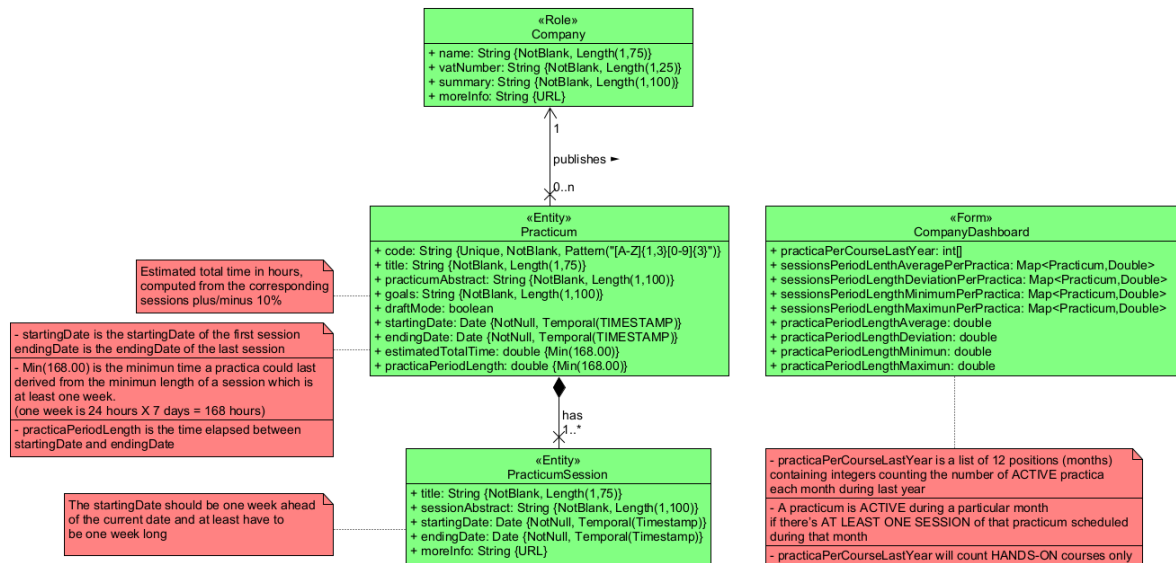 «Role»
Company
+ name: String {NotBlank, Length(1,75)}
+ vatNumber: String {NotBlank, Length(1,25)}
+ summary: String {NotBlank, Length(1,100)}
+ moreInfo: String {URL}
1
publishes ►
0..n
«Entity»
Practicum
+ code: String {Unique, NotBlank, Pattern("[A-Z]{1,3}[0-9]{3}")}
+ title: String {NotBlank, Length(1,75)}
+ practicumAbstract: String {NotBlank, Length(1,100)}
+ goals: String {NotBlank, Length(1,100)}
+ draftMode: boolean
+ startingDate: Date {NotNull, Temporal(TIMESTAMP)}
+ endingDate: Date {NotNull, Temporal(TIMESTAMP)}
+ estimatedTotalTime: double {Min(168.00)}
+ practicaPeriodLength: double {Min(168.00)}
«Form»
CompanyDashboard
+ practicaPerCourseLastYear: int[]
+ sessionsPeriodLenthAveragePerPractica: Map<Practicum,Double>
+ sessionsPeriodLengthDeviationPerPractica: Map<Practicum,Double>
+ sessionsPeriodLengthMinimumPerPractica: Map<Practicum,Double>
+ sessionsPeriodLengthMaximunPerPractica: Map<Practicum,Double>
+ practicaPeriodLengthAverage: double
+ practicaPeriodLengthDeviation: double
+ practicaPeriodLengthMinimun: double
+ practicaPeriodLengthMaximun: double
Estimated total time in hours,
computed from the corresponding
sessions plus/minus 10%
- startingDate is the startingDate of the first session
endingDate is the endingDate of the last session
- Min(168.00) is the minimun time a practica could last
derived from the minimun length of a session which is
at least one week.
(one week is 24 hours X 7 days = 168 hours)
- practicaPeriodLength is the time elapsed between
startingDate and endingDate
has
1..*
«Entity»
PracticumSession
+ title: String {NotBlank, Length(1,75)}
+ sessionAbstract: String {NotBlank, Length(1,100)}
+ startingDate: Date {NotNull, Temporal(Timestamp)}
+ endingDate: Date {NotNull, Temporal(Timestamp)}
+ moreInfo: String {URL}
The startingDate should be one week ahead
of the current date and at least have to
be one week long
- practicaPerCourseLastYear is a list of 12 positions (months)
containing integers counting the number of ACTIVE practica
each month during last year
- A practicum is ACTIVE during a particular month
if there's AT LEAST ONE SESSION of that practicum scheduled
during that month
- practicaPerCourseLastYear will count HANDS-ON courses only